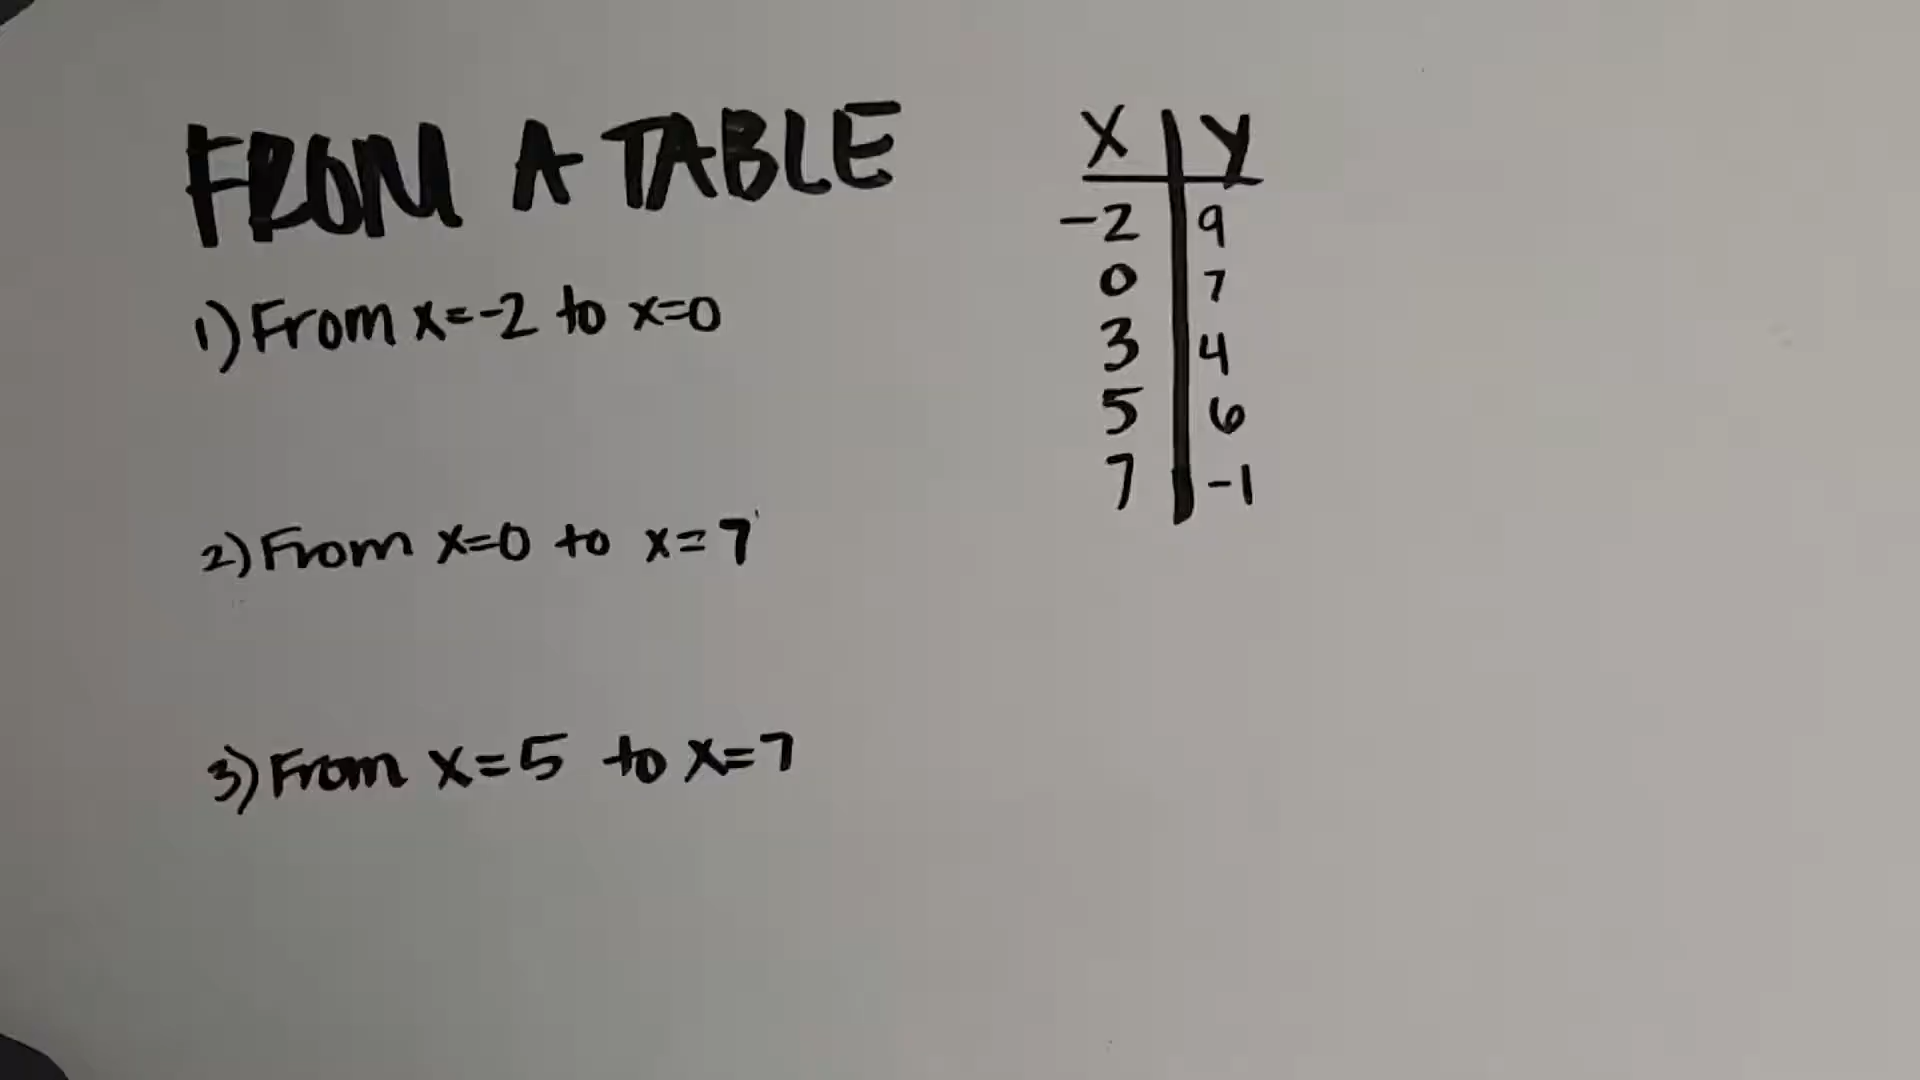 FROM A TABLE
1) From x=-2 to x=0
2) From x=0 to x=7
3) From x=5 to x=7
X | Y
-2 | 9
0 | 7
3 | 4
5 | 6
7 | -1